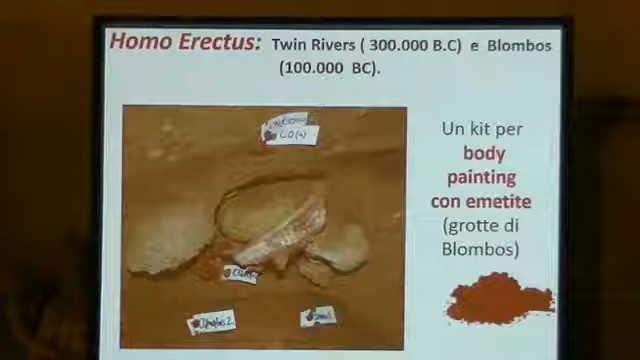 Homo Erectus: Twin Rivers ( 300.000 B.C) e Blombos
(100.000 BC).
Un kit per
body
painting
con emetite
(grotte di
Blombos)